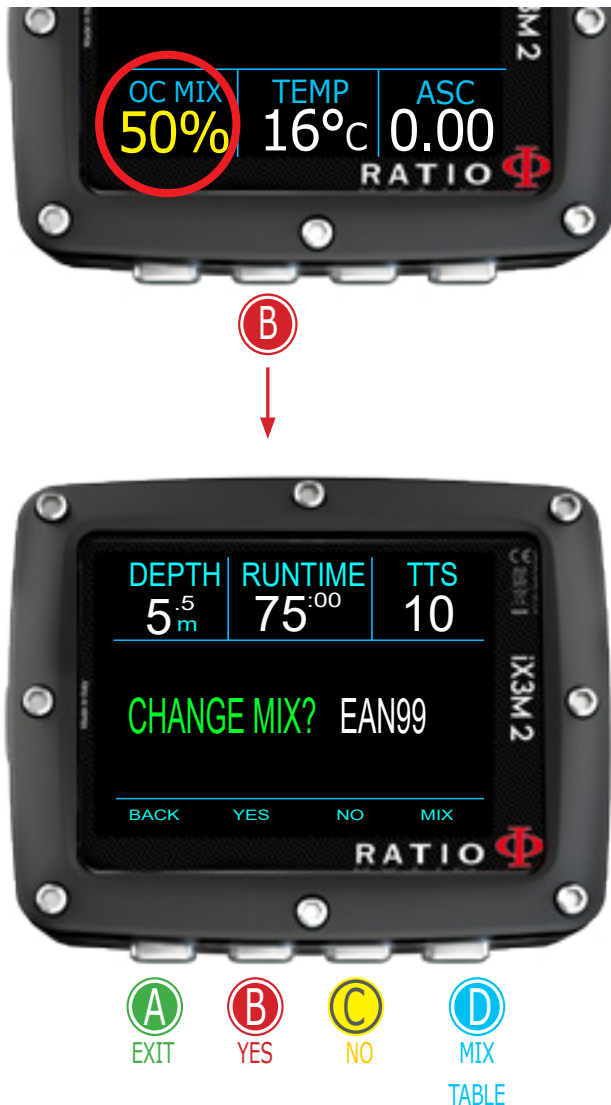 OC MIX TEMP ASC
50% 16°c 0.00
iX3M 2
RATIO
B
DEPTH RUNTIME TTS
5.5 m 75:00 10
CHANGE MIX? EAN99
iX3M 2
BACK YES NO MIX
RATIO
A B C D
EXIT YES NO MIX
TABLE